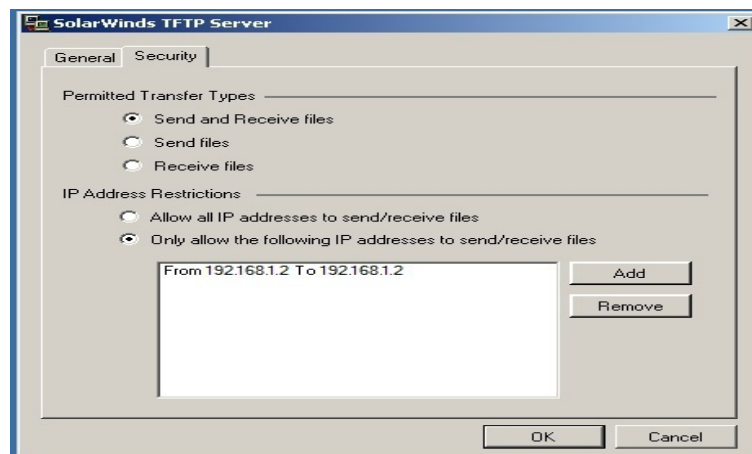 SolarWinds TFTP Server
General Security
Permitted Transfer Types
Send and Receive files
Send files
Receive files
IP Address Restrictions
Allow all IP addresses to send/receive files
Only allow the following IP addresses to send/receive files
From 192.168.1.2 To 192.168.1.2
Add
Remove
OK Cancel